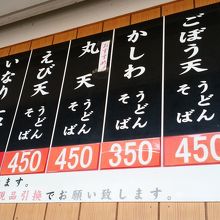 ごぼう天 うどん そば
450
かしわ うどん そば
350
丸天 うどん そば
450
えび天 うどん そば
450
いなり
450
ます。
現品引換でお願い致します。